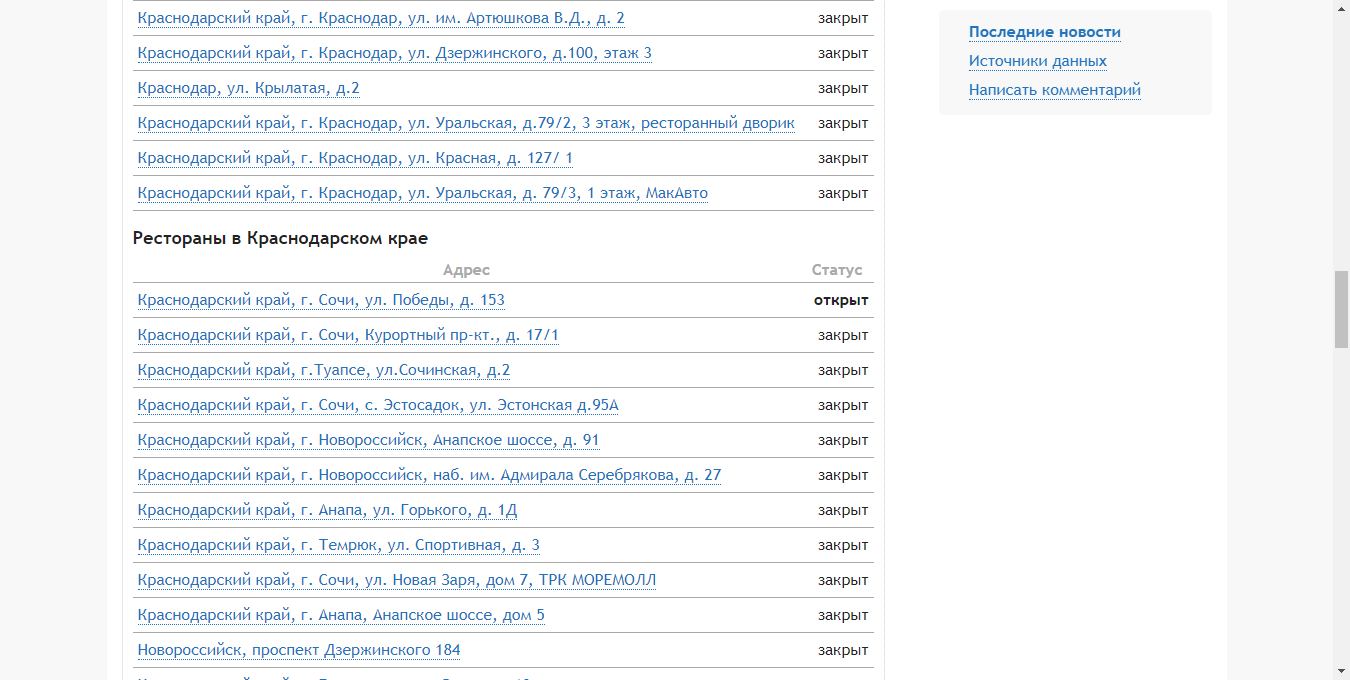 Краснодарский край, г. Краснодар, ул. им. Артюшкова В.Д., д. 2 закрыт
Краснодарский край, г. Краснодар, ул. Дзержинского, д.100, этаж 3 закрыт
Краснодар, ул. Крылатая, д.2 закрыт
Краснодарский край, г. Краснодар, ул. Уральская, д.79/2, 3 этаж, ресторанный дворик закрыт
Краснодарский край, г. Краснодар, ул. Красная, д. 127/ 1 закрыт
Краснодарский край, г. Краснодар, ул. Уральская, д. 79/3, 1 этаж, МакАвто закрыт
Рестораны в Краснодарском крае
Адрес Статус
Краснодарский край, г. Сочи, ул. Победы, д. 153 открыт
Краснодарский край, г. Сочи, Курортный пр-кт., д. 17/1 закрыт
Краснодарский край, г.Туапсе, ул.Сочинская, д.2 закрыт
Краснодарский край, г. Сочи, с. Эстосадок, ул. Эстонская д.95А закрыт
Краснодарский край, г. Новороссийск, Анапское шоссе, д. 91 закрыт
Краснодарский край, г. Новороссийск, наб. им. Адмирала Серебрякова, д. 27 закрыт
Краснодарский край, г. Анапа, ул. Горького, д. 1Д закрыт
Краснодарский край, г. Темрюк, ул. Спортивная, д. 3 закрыт
Краснодарский край, г. Сочи, ул. Новая Заря, дом 7, ТРК МОРЕМОЛЛ закрыт
Краснодарский край, г. Анапа, Анапское шоссе, дом 5 закрыт
Новороссийск, проспект Дзержинского 184 закрыт
Последние новости
Источники данных
Написать комментарий